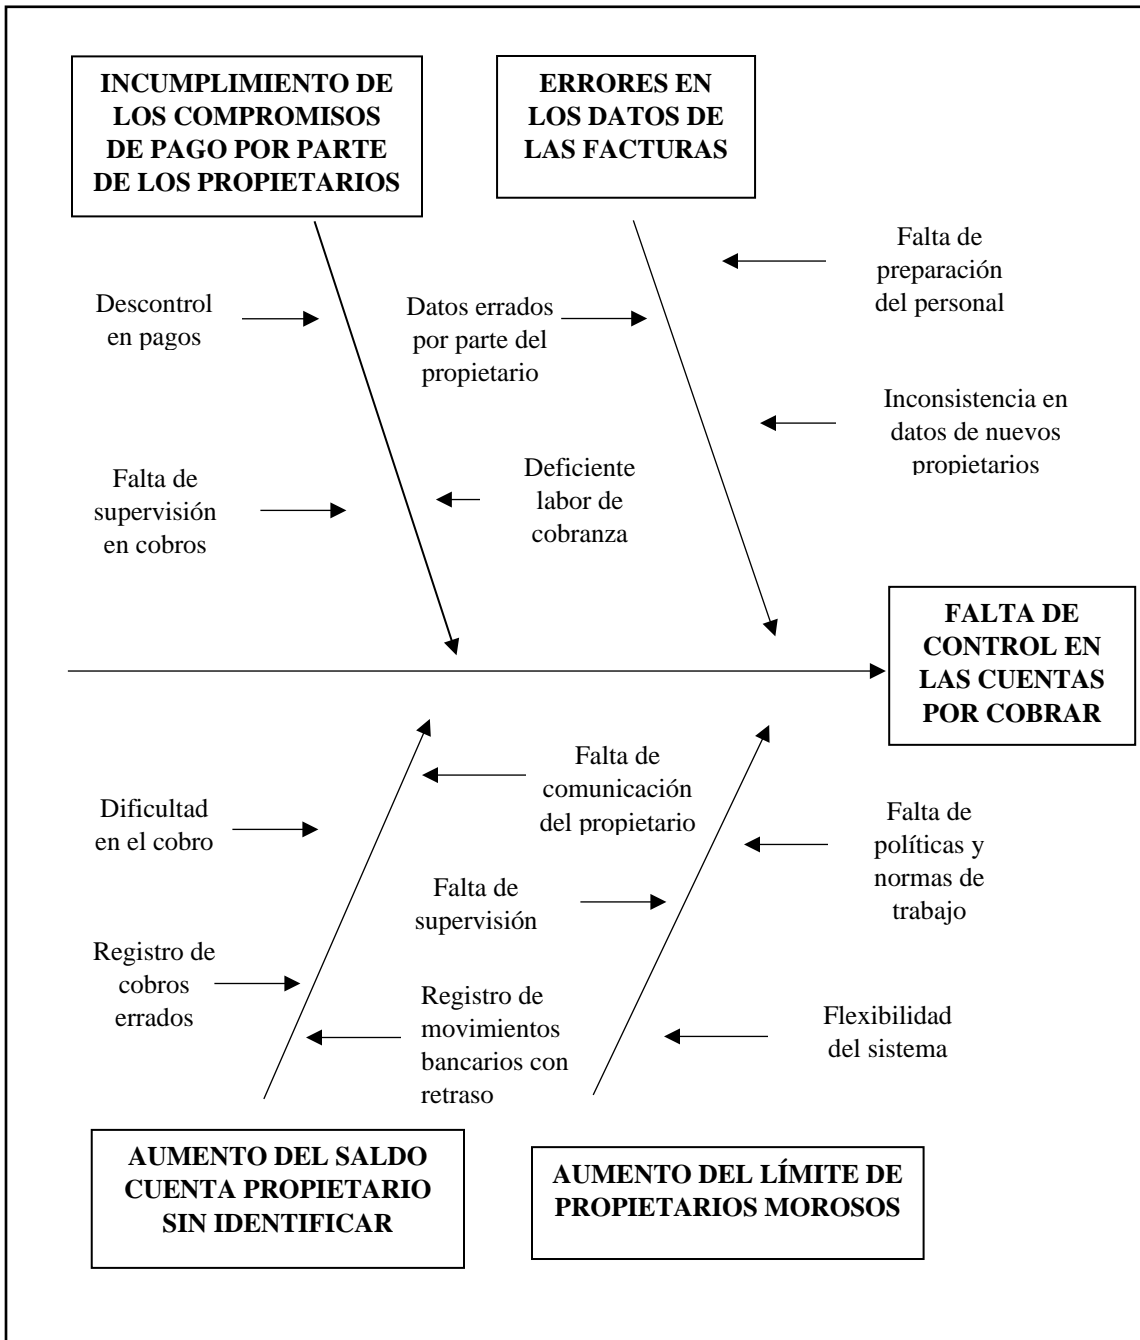 INCUMPLIMIENTO DE
LOS COMPROMISOS
DE PAGO POR PARTE
DE LOS PROPIETARIOS
ERRORES EN
LOS DATOS DE
LAS FACTURAS
Falta de
preparación
del personal
Descontrol
en pagos
Datos errados
por parte del
propietario
Inconsistencia en
datos de nuevos
propietarios
Falta de
supervisión
en cobros
Deficiente
labor de
cobranza
FALTA DE
CONTROL EN
LAS CUENTAS
POR COBRAR
Falta de
comunicación
del propietario
Dificultad
en el cobro
Falta de
políticas y
normas de
trabajo
Falta de
supervisión
Registro de
cobros
errados
Registro de
movimientos
bancarios con
retraso
Flexibilidad
del sistema
AUMENTO DEL SALDO
CUENTA PROPIETARIO
SIN IDENTIFICAR
AUMENTO DEL LÍMITE DE
PROPIETARIOS MOROSOS